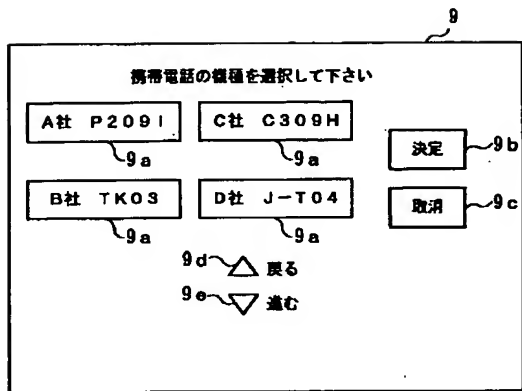 9
携帯電話の機種を選択して下さい
A社 P209I
C社 C309H
9a
9a
決定
9b
B社 TK03
D社 J-T04
取消
9c
9a
9a
9d
戻る
9e
進む